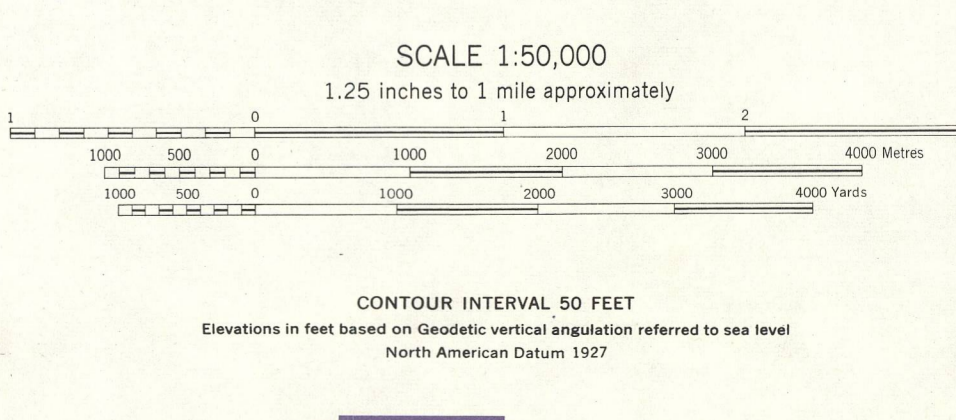 SCALE 1:50,000
1.25 inches to 1 mile approximately
1 0 1 2
1000 500 0 1000 2000 3000 4000 Metres
1000 500 0 1000 2000 3000 4000 Yards
CONTOUR INTERVAL 50 FEET
Elevations in feet based on Geodetic vertical angulation referred to sea level
North American Datum 1927